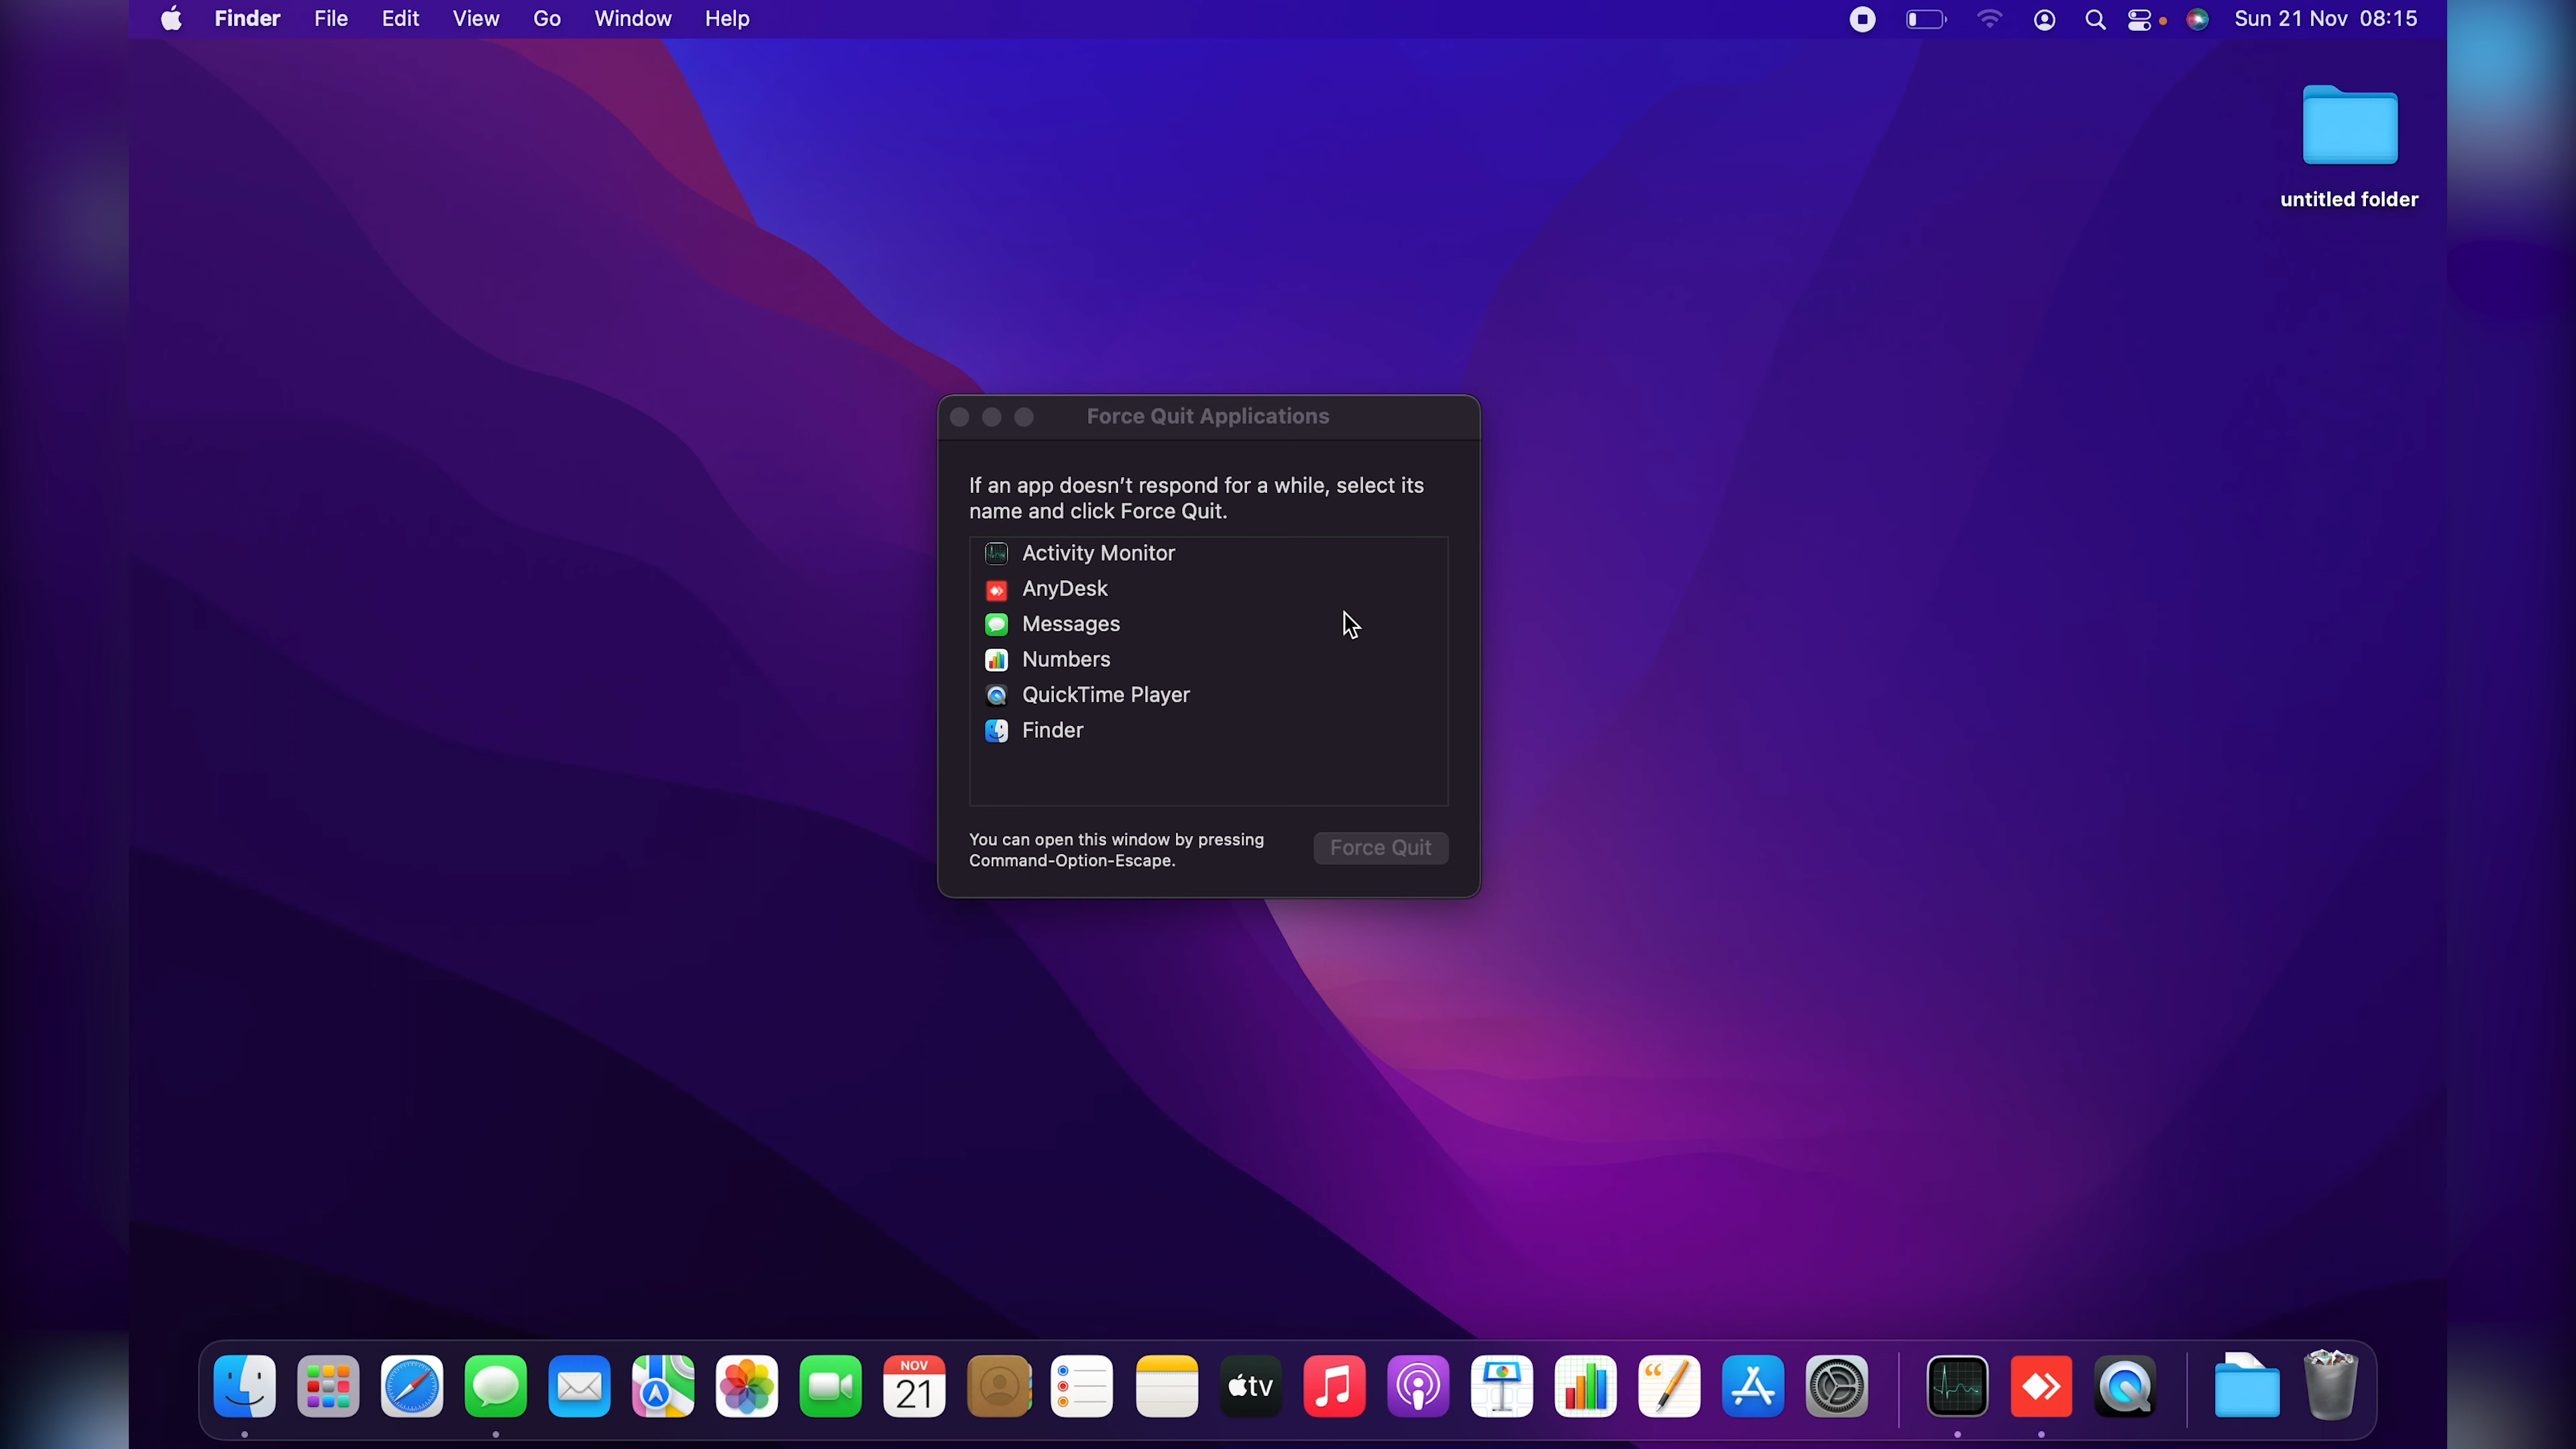 Finder File Edit View Go Window Help Sun 21 Nov 08:15
untitled folder
Force Quit Applications
If an app doesn't respond for a while, select its
name and click Force Quit.
Activity Monitor
AnyDesk
Messages
Numbers
QuickTime Player
Finder
You can open this window by pressing
Command-Option-Escape.
Force Quit
NOV
21
tv